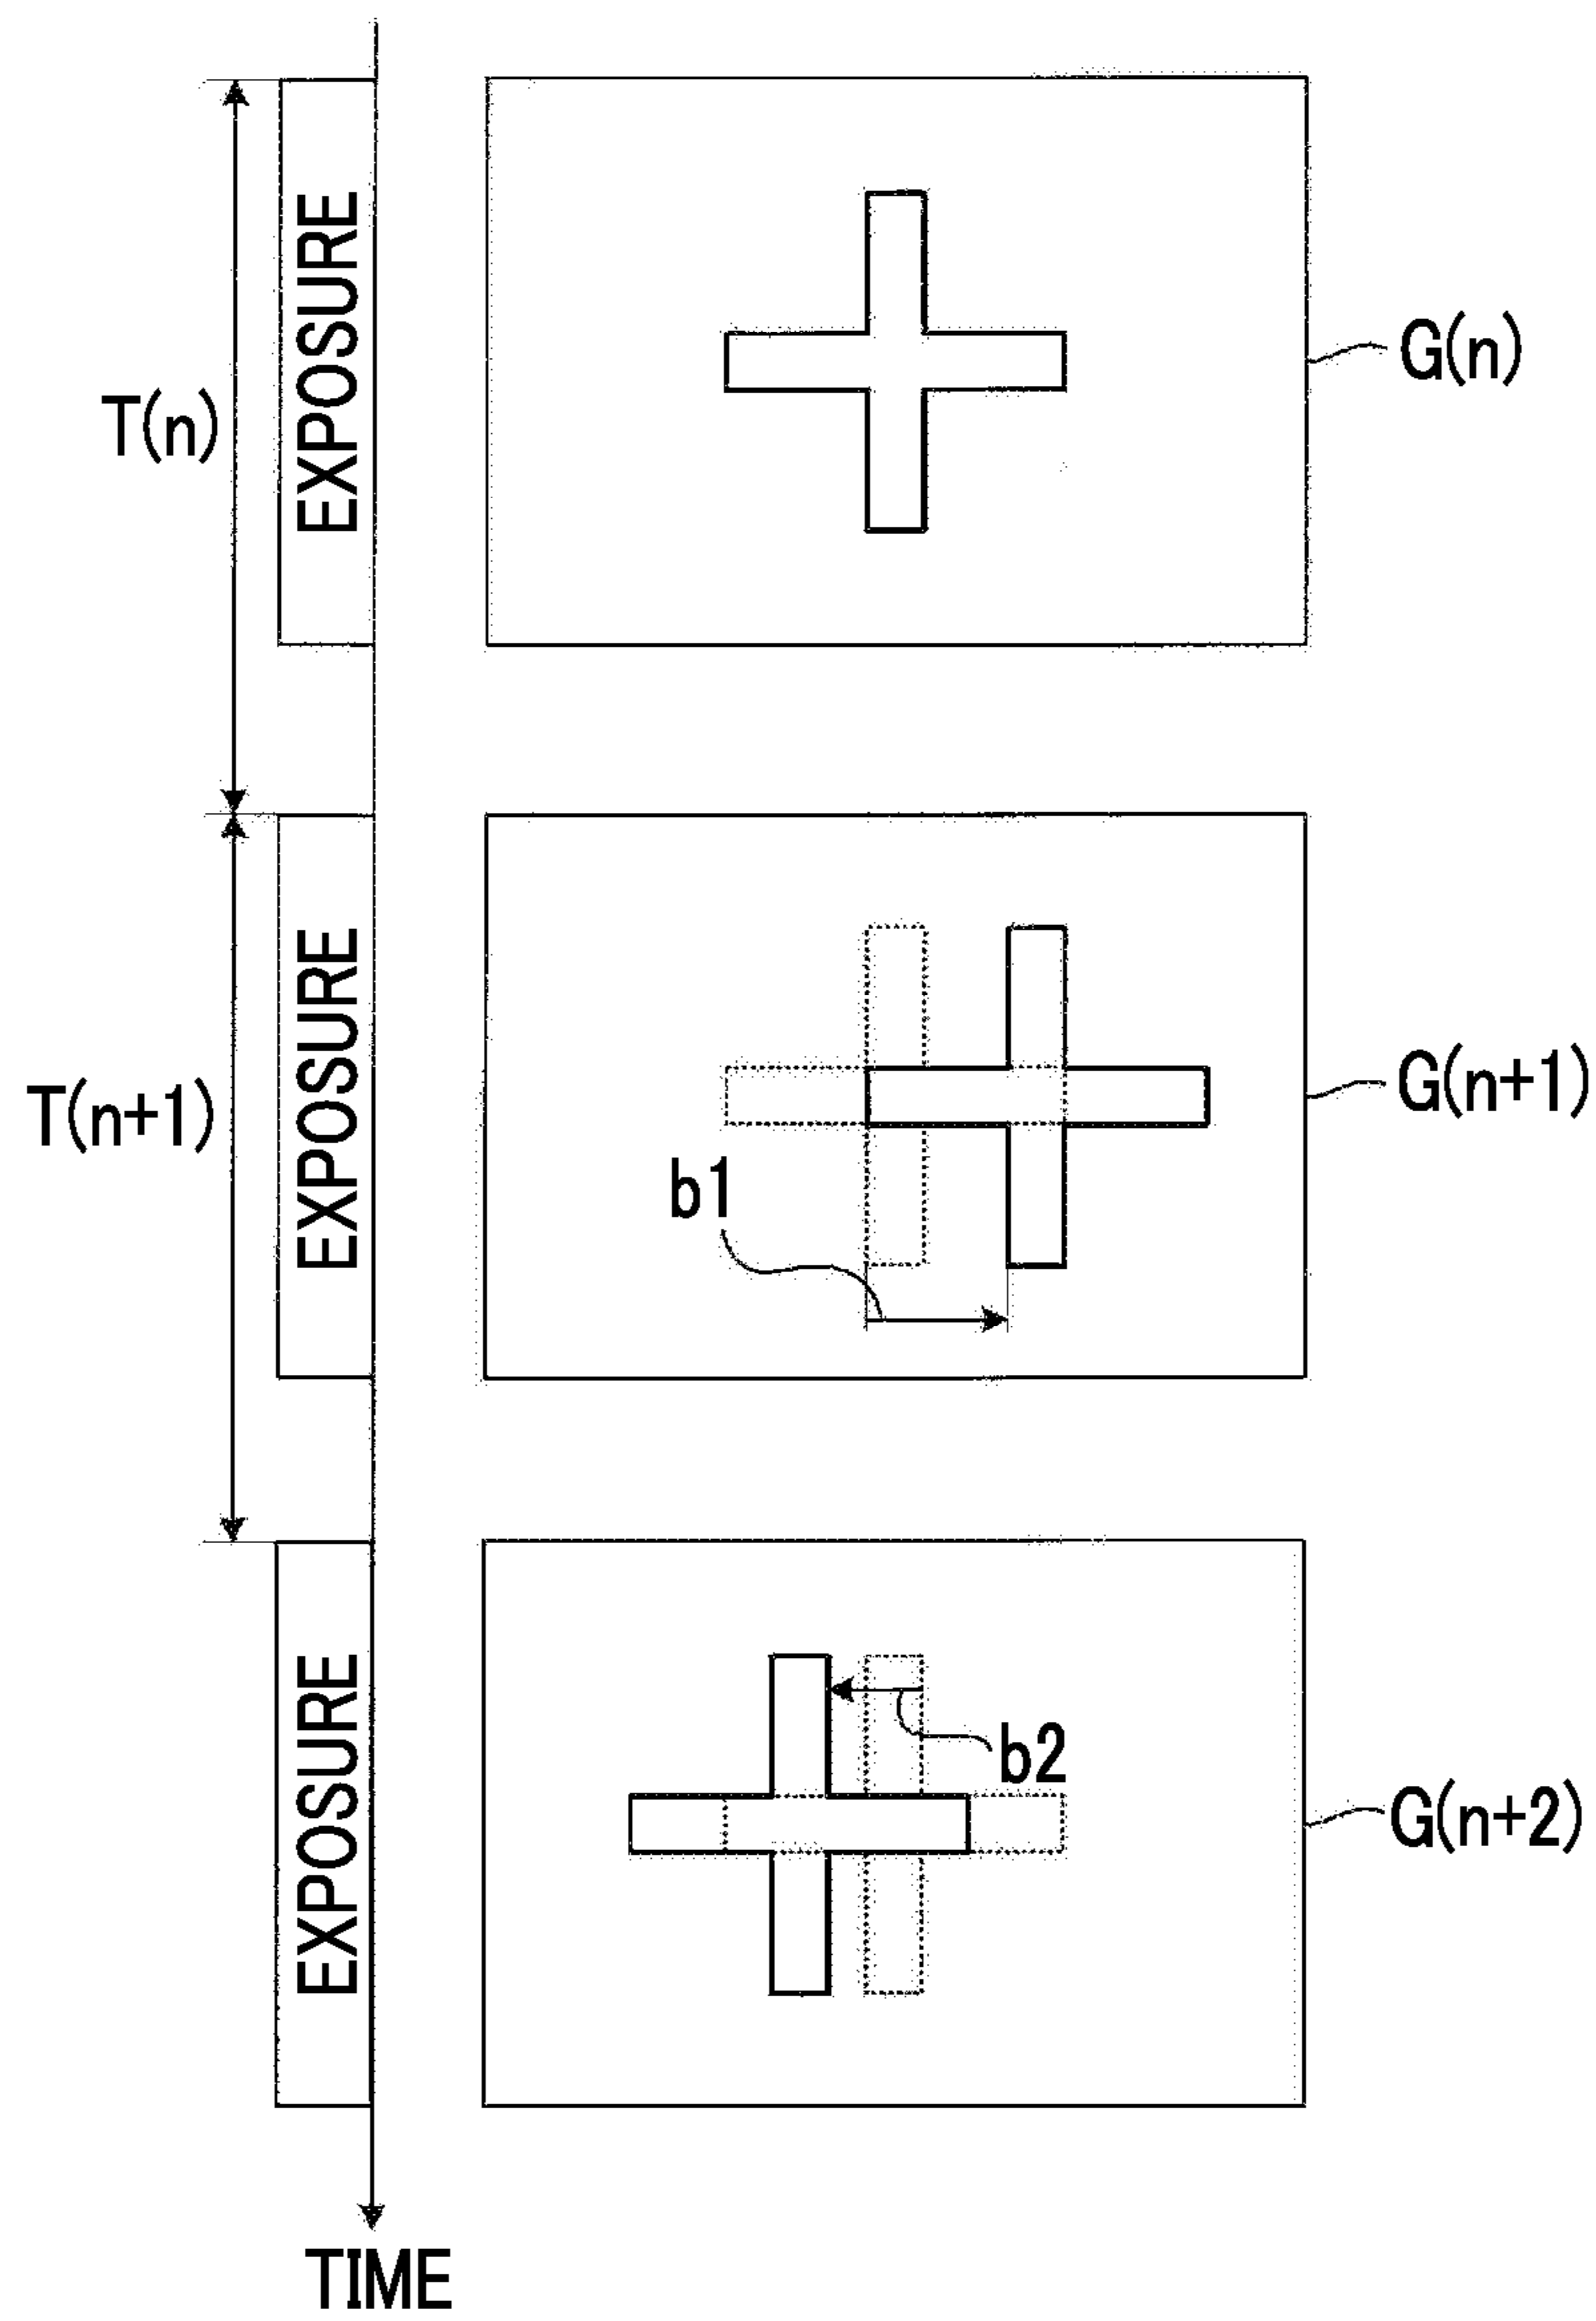 T(n)
EXPOSURE
G(n)
T(n+1)
EXPOSURE
G(n+1)
b1
EXPOSURE
b2
G(n+2)
TIME